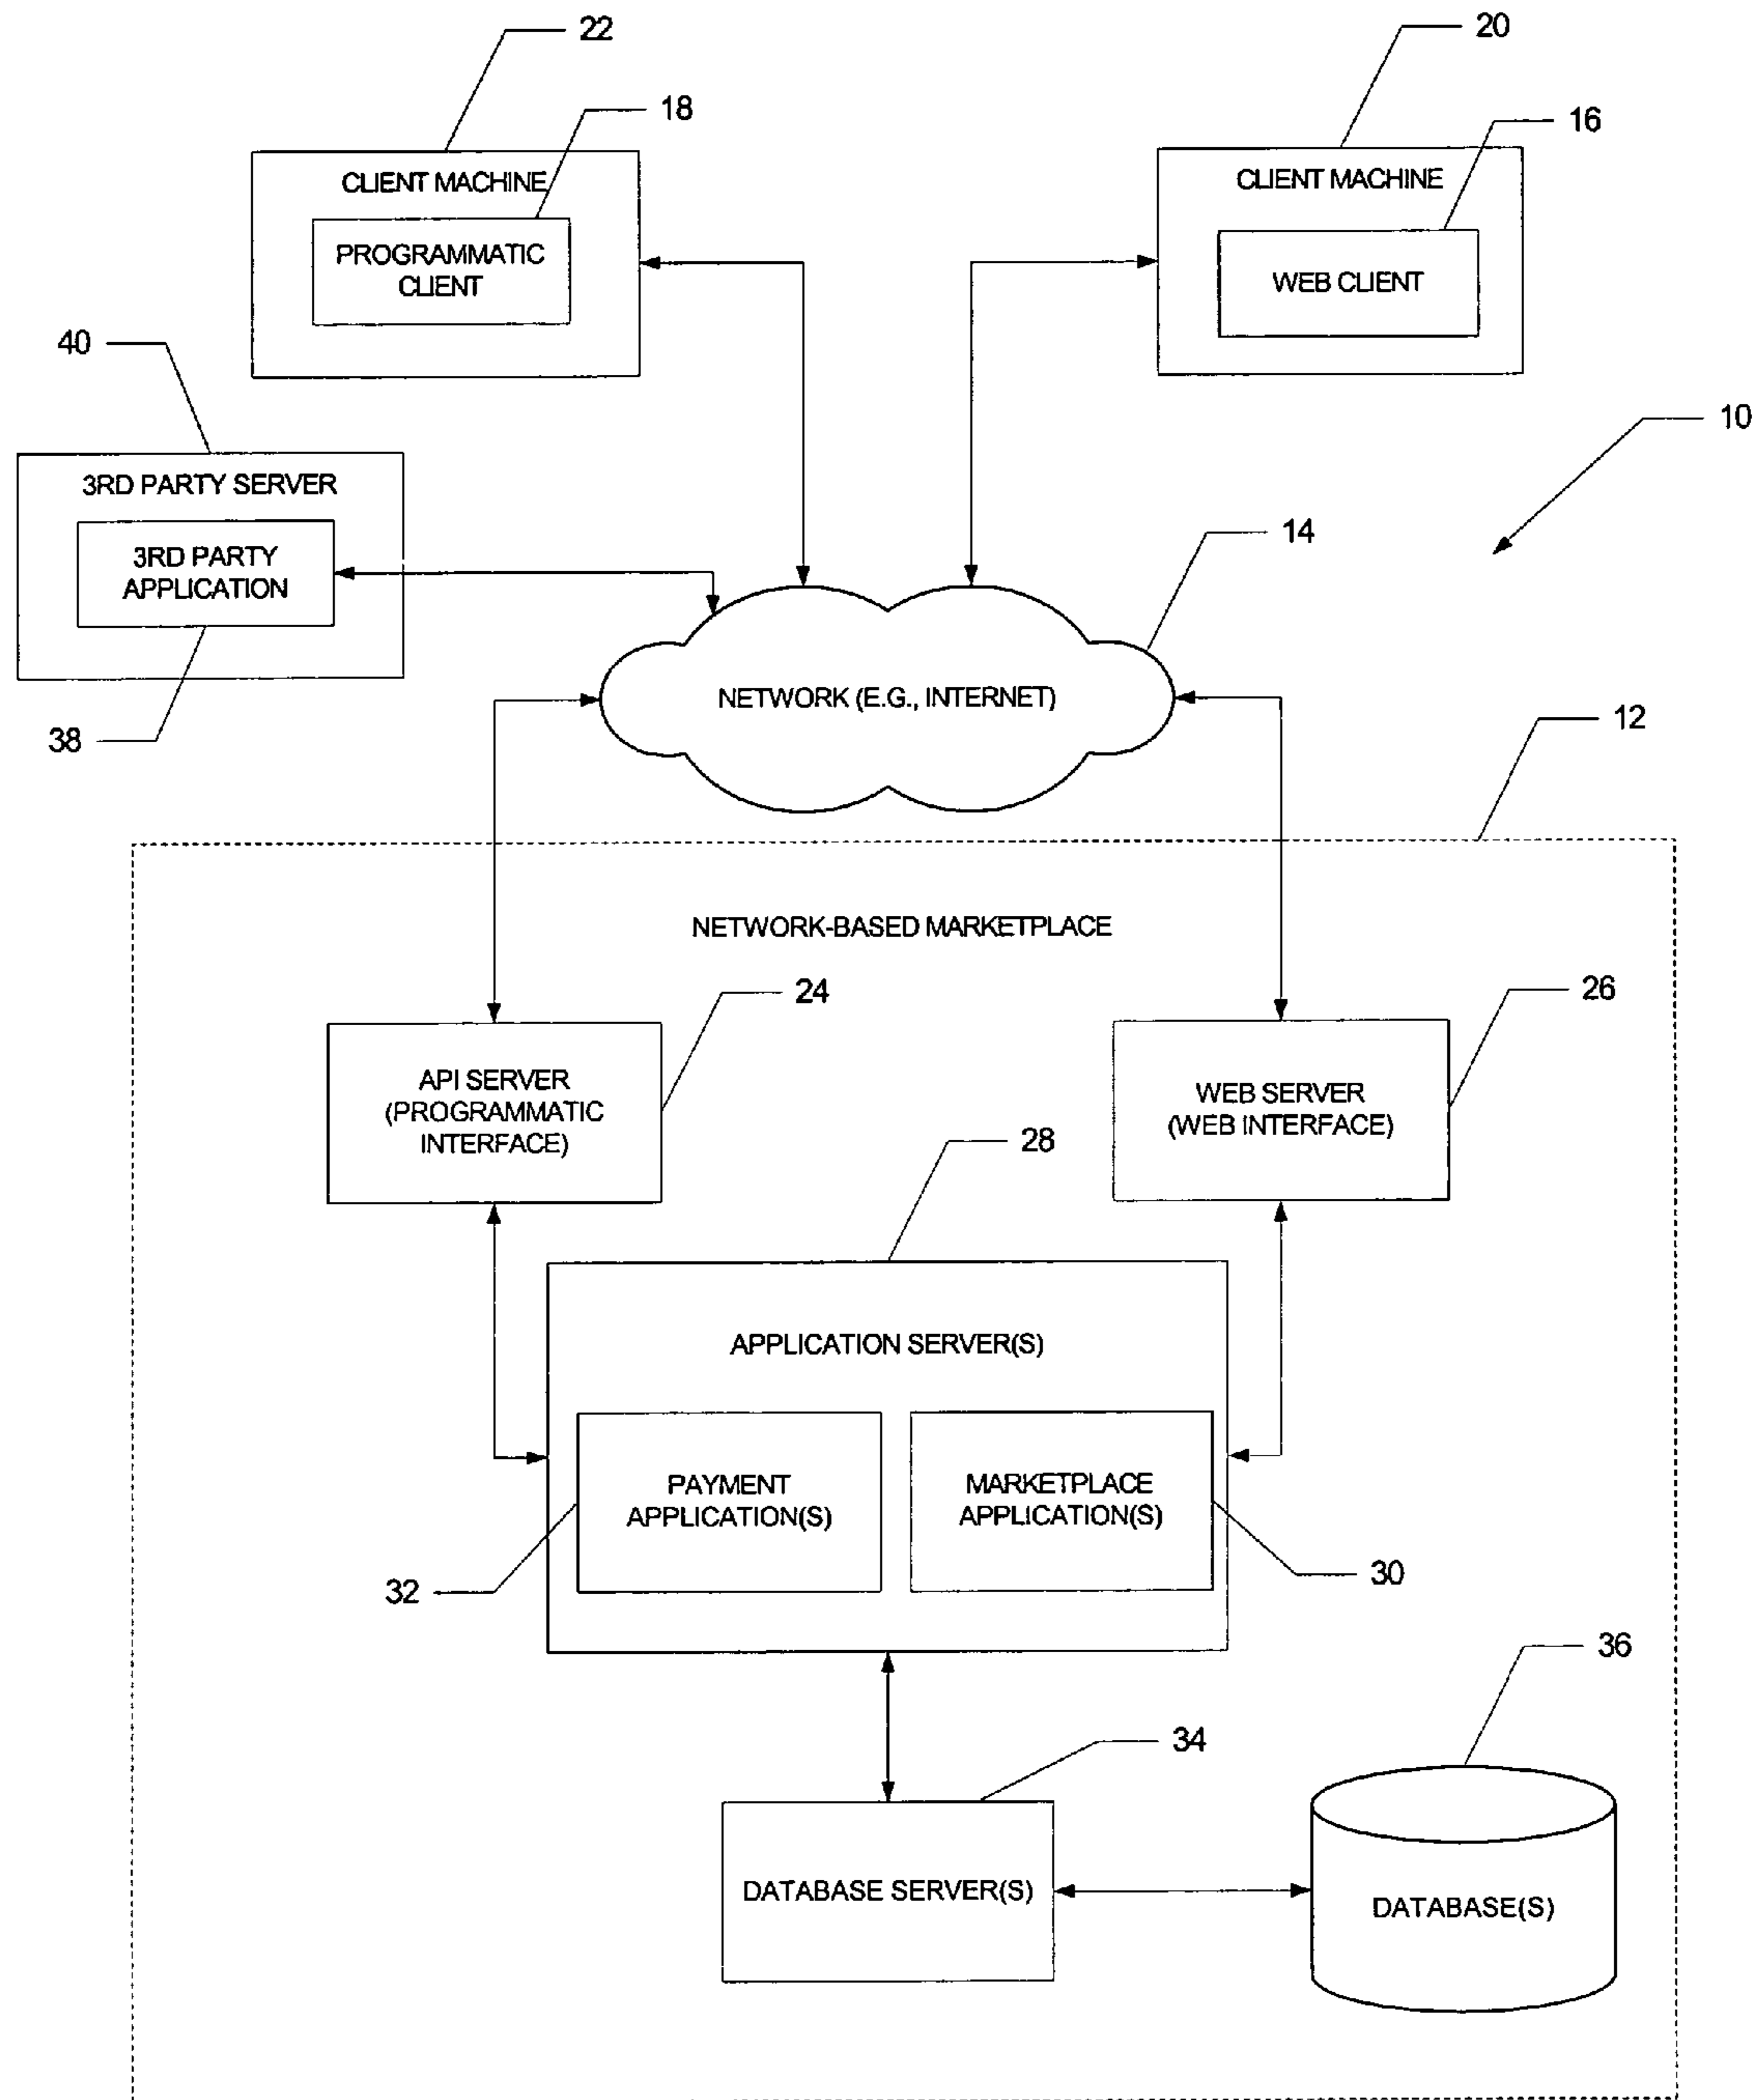 22
20
18
16
CLIENT MACHINE
CLIENT MACHINE
PROGRAMMATIC
CLIENT
WEB CLIENT
40
10
3RD PARTY SERVER
14
3RD PARTY
APPLICATION
NETWORK (E.G., INTERNET)
12
38
NETWORK-BASED MARKETPLACE
24
26
API SERVER
(PROGRAMMATIC
INTERFACE)
WEB SERVER
(WEB INTERFACE)
28
APPLICATION SERVER(S)
PAYMENT
APPLICATION(S)
MARKETPLACE
APPLICATION(S)
32
30
36
34
DATABASE SERVER(S)
DATABASE(S)